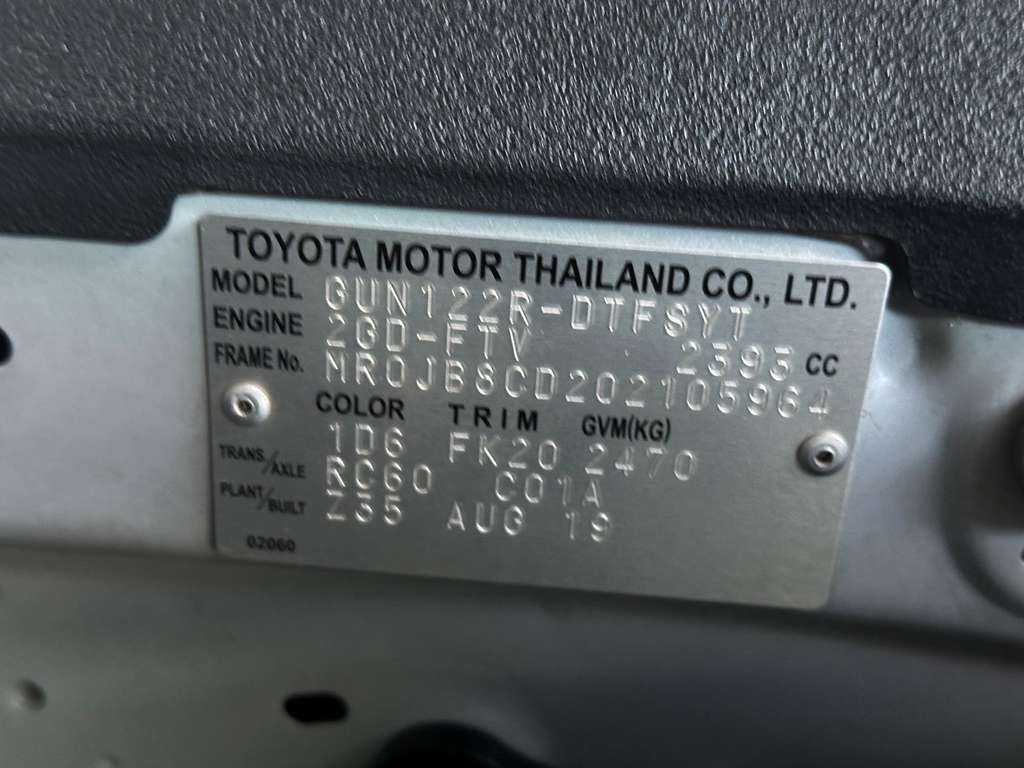 TOYOTA MOTOR THAILAND CO., LTD.
MODEL GUN122R-DTFSYT
ENGINE 2GD-FTV 2393 CC
FRAME No. MR0JB8CD202105964
COLOR TRIM GVM(KG)
1D6 FK20 2470
TRANS/AXLE RC60 C01A
PLANT/BUILT Z35 AUG 19
02060